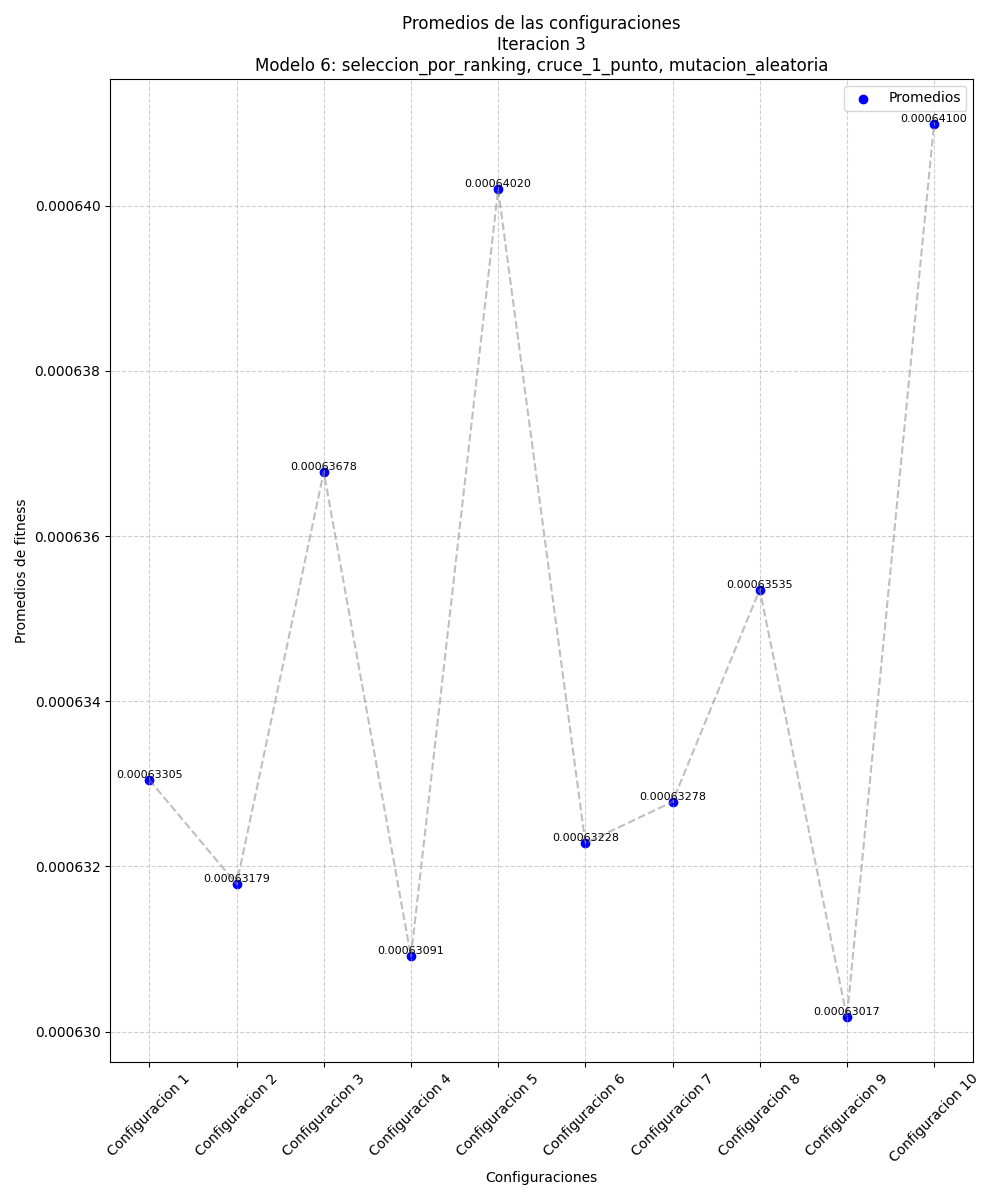 Promedios de las configuraciones
Iteracion 3
Modelo 6: seleccion_por_ranking, cruce_1_punto, mutacion_aleatoria
Promedios
0.00064100
0.00064020
0.000640
0.000638
0.00063678
0.000636
0.00063535
0.000634
0.00063305
0.00063278
0.00063228
0.000632
0.00063179
0.00063091
0.00063017
0.000630
Promedios de fitness
Configuracion 1
Configuracion 2
Configuracion 3
Configuracion 4
Configuracion 5
Configuracion 6
Configuracion 7
Configuracion 8
Configuracion 9
Configuracion 10
Configuraciones